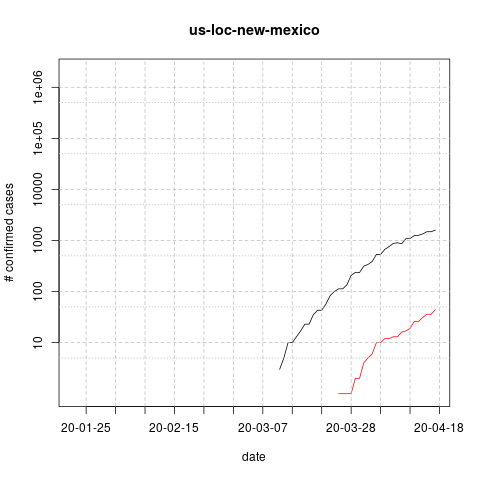 us-loc-new-mexico
# confirmed cases
1e+06
1e+05
10000
1000
100
10
20-01-25 20-02-15 20-03-07 20-03-28 20-04-18
date